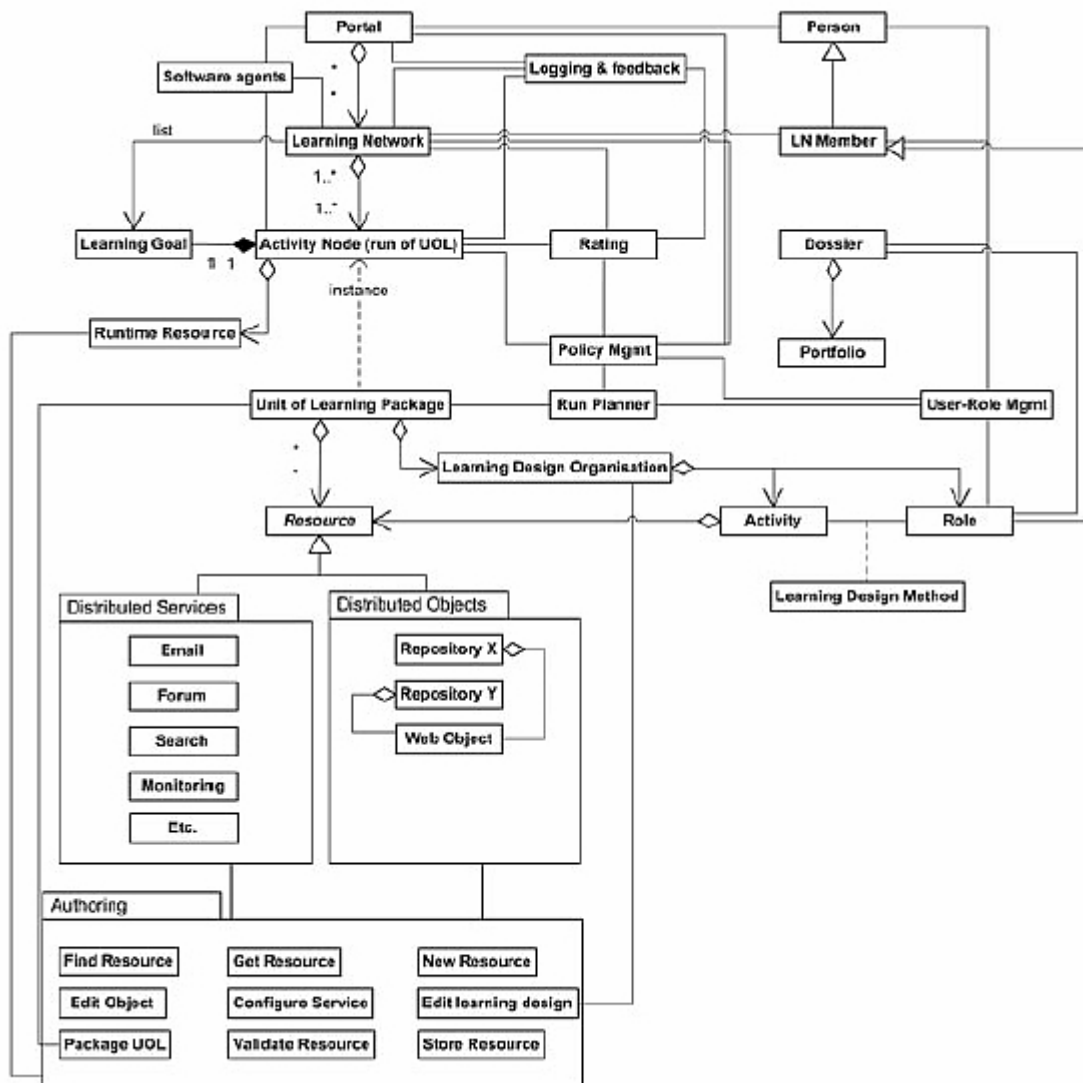 Portal
Person
Software agents
Logging & feedback
*
*
list
Learning Network
LN Member
1..*
1..*
Learning Goal
Activity Node (run of UOL)
Rating
Dossier
1
instance
Runtime Resource
Policy Mgmt
Portfolio
Unit of Learning Package
Run Planner
User-Role Mgmt
*
Learning Design Organisation
Resource
Activity
Role
Learning Design Method
Distributed Services
Distributed Objects
Email
Repository X
Forum
Repository Y
Search
Web Object
Monitoring
Etc.
Authoring
Find Resource
Get Resource
New Resource
Edit Object
Configure Service
Edit learning design
Package UOL
Validate Resource
Store Resource